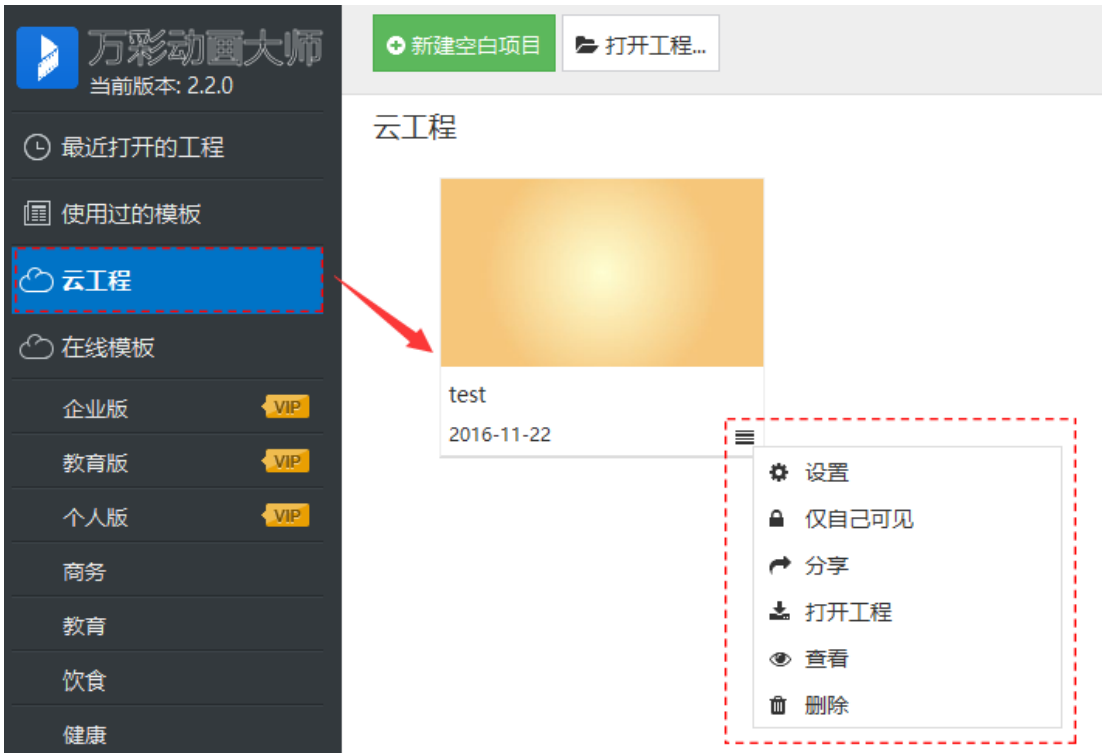 万彩动画大师
当前版本: 2.2.0
最近打开的工程
使用过的模板
云工程
在线模板
企业版 VIP
教育版 VIP
个人版 VIP
商务
教育
饮食
健康
新建空白项目 打开工程...
云工程
test
2016-11-22
设置
仅自己可见
分享
打开工程
查看
删除